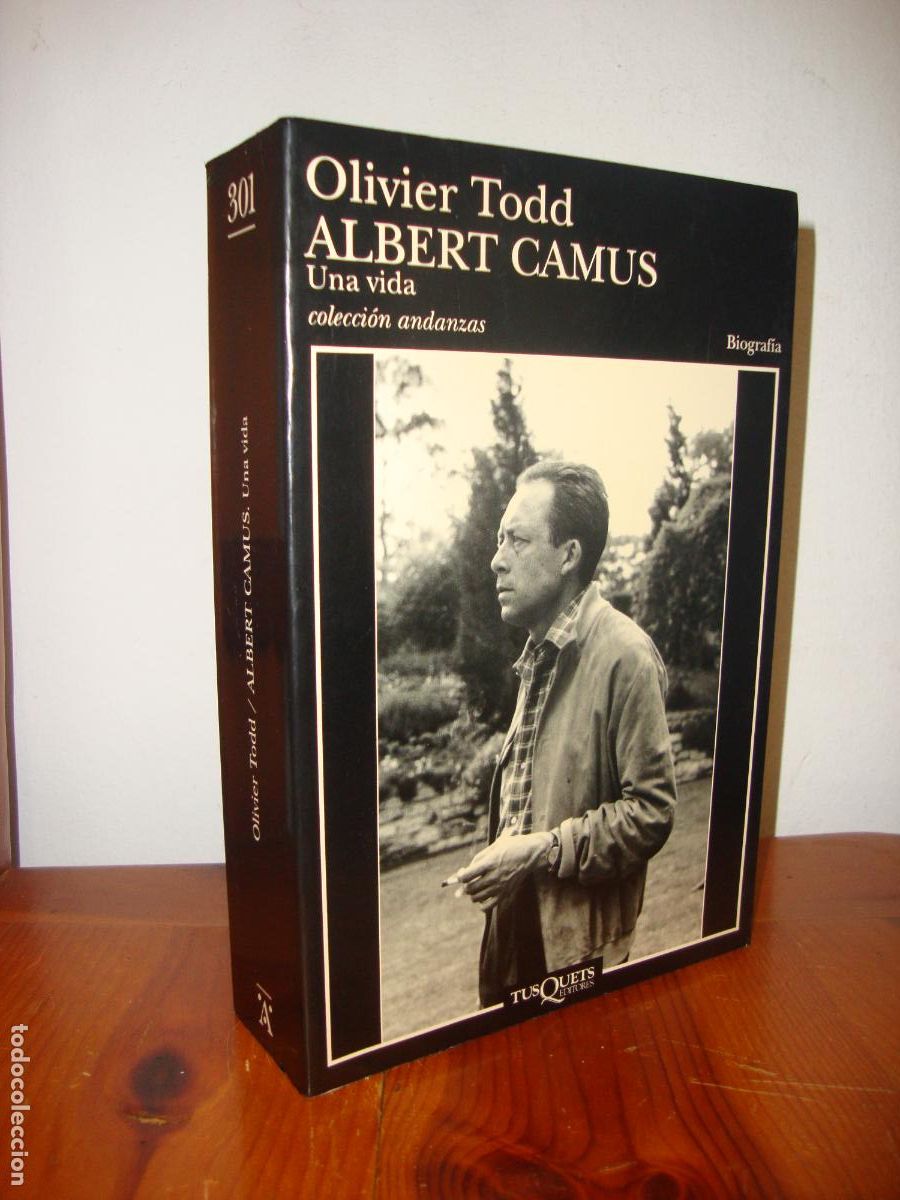 301
Olivier Todd / ALBERT CAMUS. Una vida
Olivier Todd
ALBERT CAMUS
Una vida
colección andanzas
Biografía
TUSQUETS
EDITORES
todocoleccion